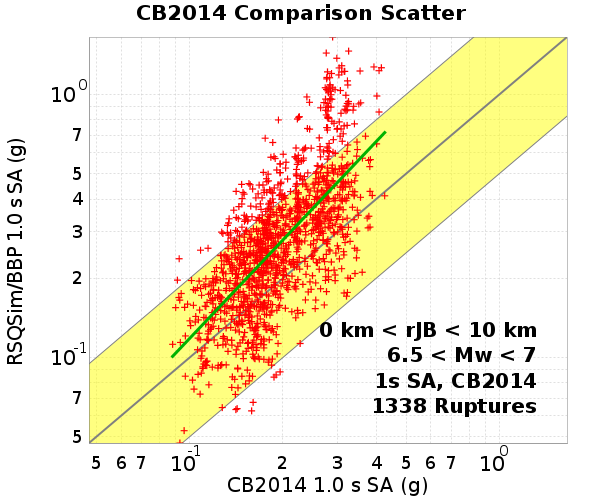 CB2014 Comparison Scatter
RSQSim/BBP 1.0 s SA (g)
10^0
7
5
4
3
2
10^-1
7
5
0 km < rJB < 10 km
6.5 < Mw < 7
1s SA, CB2014
1338 Ruptures
5 6 7 10^-1 2 3 4 5 6 7 10^0
CB2014 1.0 s SA (g)